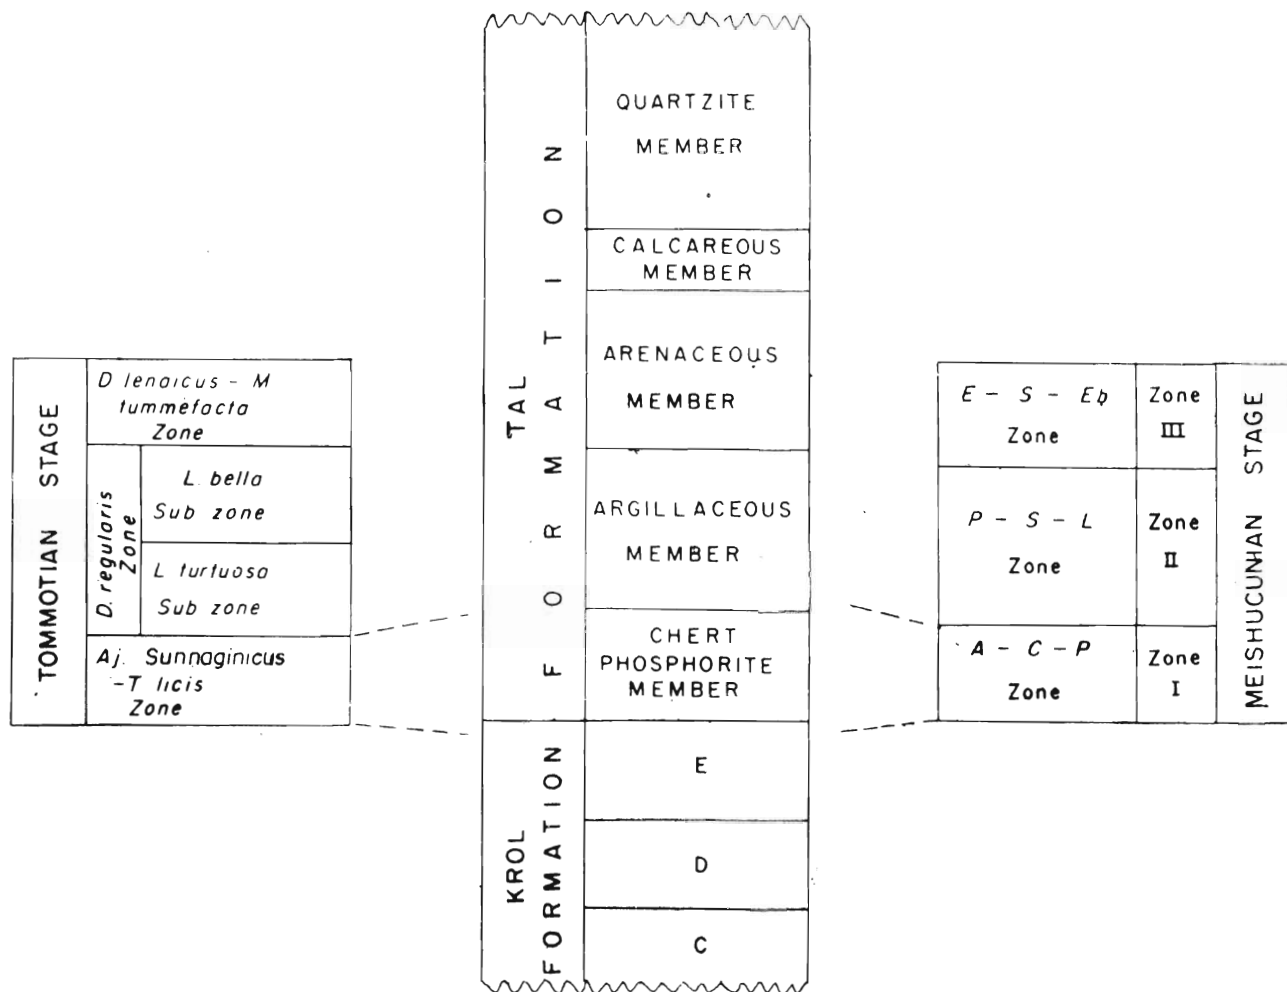 TOMMOTIAN STAGE
D lenaicus - M
tummefacta
Zone
D. regularis
Zone
L. bella
Sub zone
L turtuosa
Sub zone
Aj. Sunnaginicus
-T licis
Zone
TAL
FORMATION
QUARTZITE
MEMBER
CALCAREOUS
MEMBER
ARENACEOUS
MEMBER
ARGILLACEOUS
MEMBER
CHERT
PHOSPHORITE
MEMBER
KROL
FORMATION
E
D
C
E - S - Eb
Zone
Zone
III
P - S - L
Zone
Zone
II
A - C - P
Zone
Zone
I
MEISHUCUNIAN STAGE